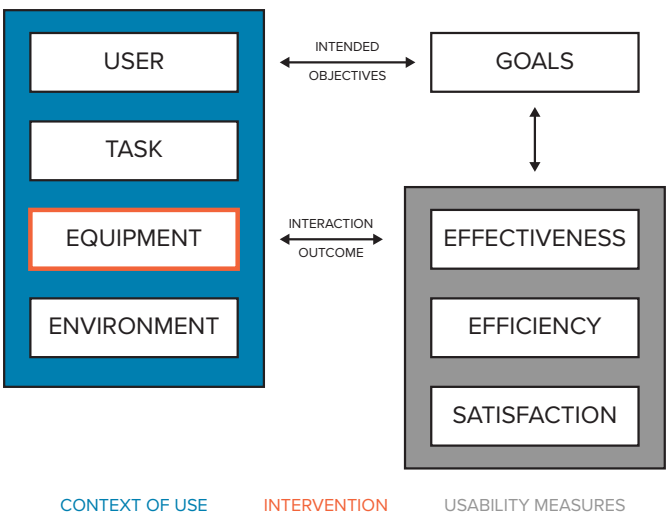 USER
INTENDED
OBJECTIVES
GOALS
TASK
EQUIPMENT
INTERACTION
OUTCOME
EFFECTIVENESS
ENVIRONMENT
EFFICIENCY
SATISFACTION
CONTEXT OF USE
INTERVENTION
USABILITY MEASURES